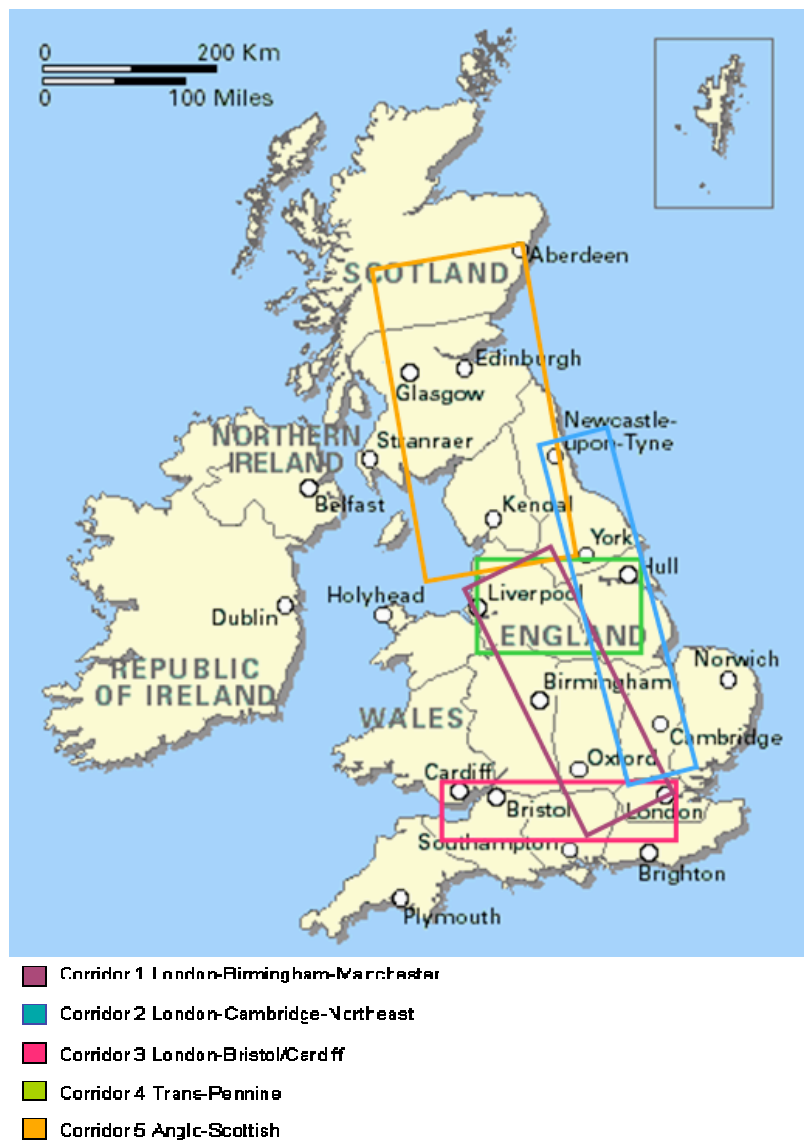 0 200 Km
0 100 Miles
Aberdeen
SCOTLAND
Edinburgh
Glasgow
Newcastle-
upon-Tyne
NORTHERN
IRELAND
Stranraer
Belfast
Kendal
York
Hull
Holyhead
Liverpool
Dublin
ENGLAND
REPUBLIC
OF IRELAND
Norwich
Birmingham
WALES
Cambridge
Oxford
Cardiff
Bristol
London
Southampton
Brighton
Plymouth
Corridor 1 London-Birmingham-Manchester
Corridor 2 London-Cambridge-Northeast
Corridor 3 London-Bristol/Cardiff
Corridor 4 Trans-Pennine
Corridor 5 Anglo-Scottish